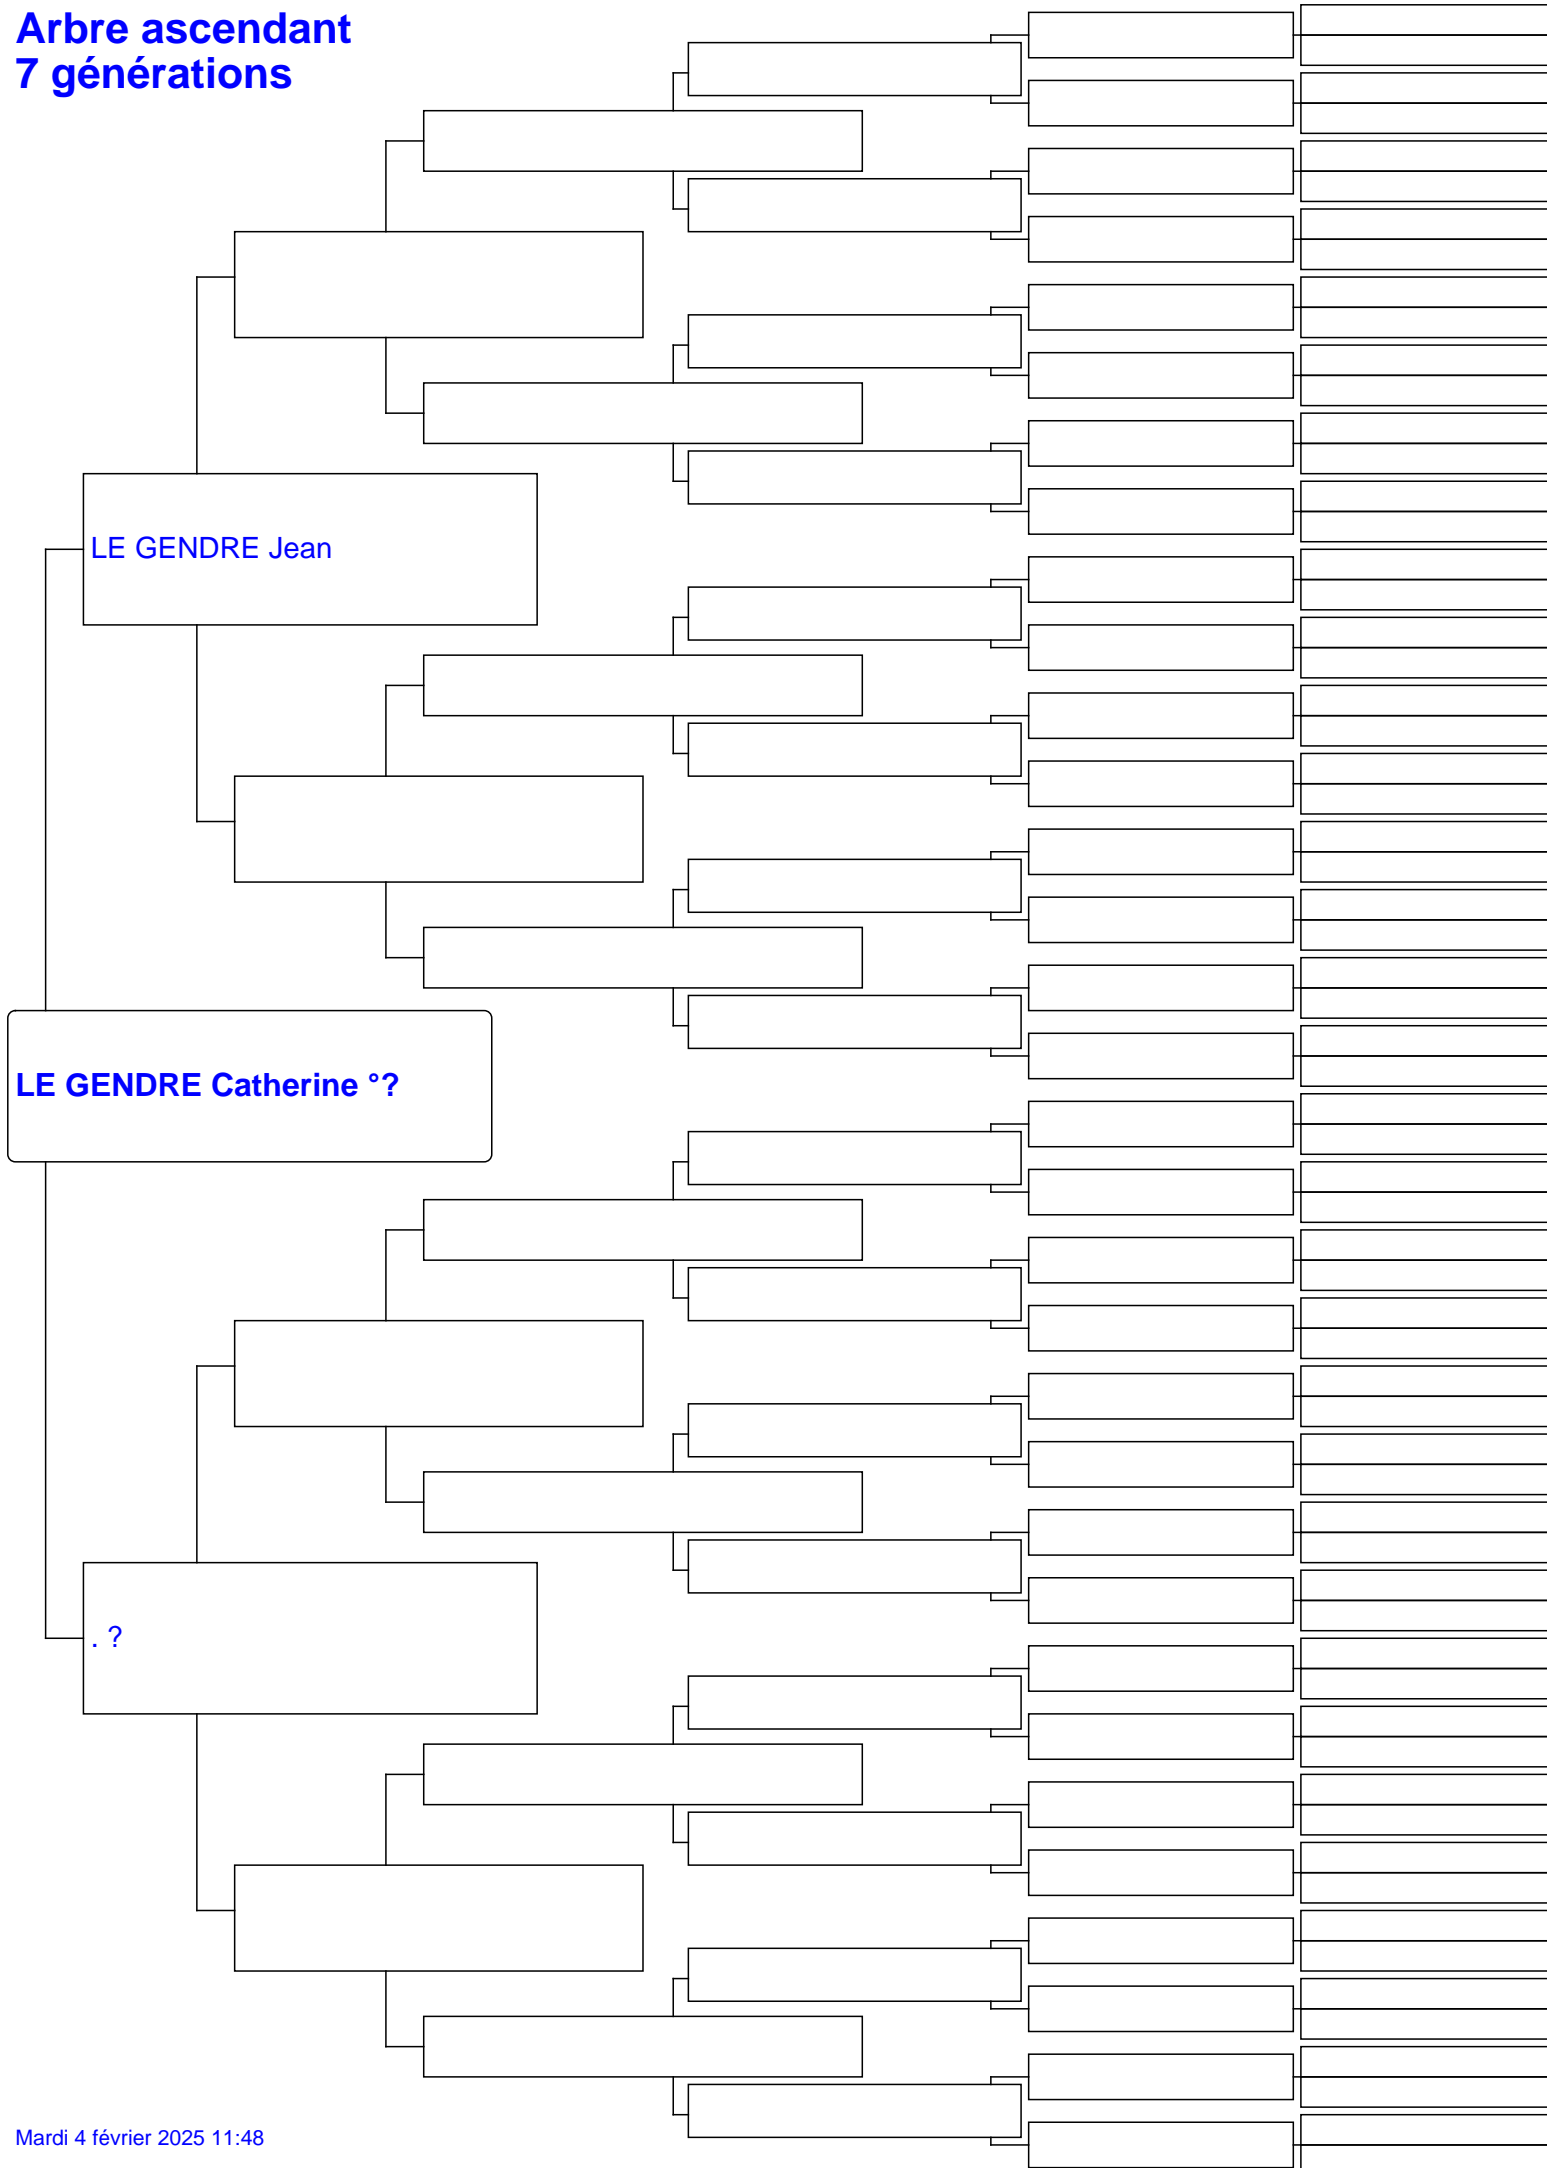 Arbre ascendant
7 générations
LE GENDRE Jean
LE GENDRE Catherine °?
. ?
Mardi 4 février 2025 11:48